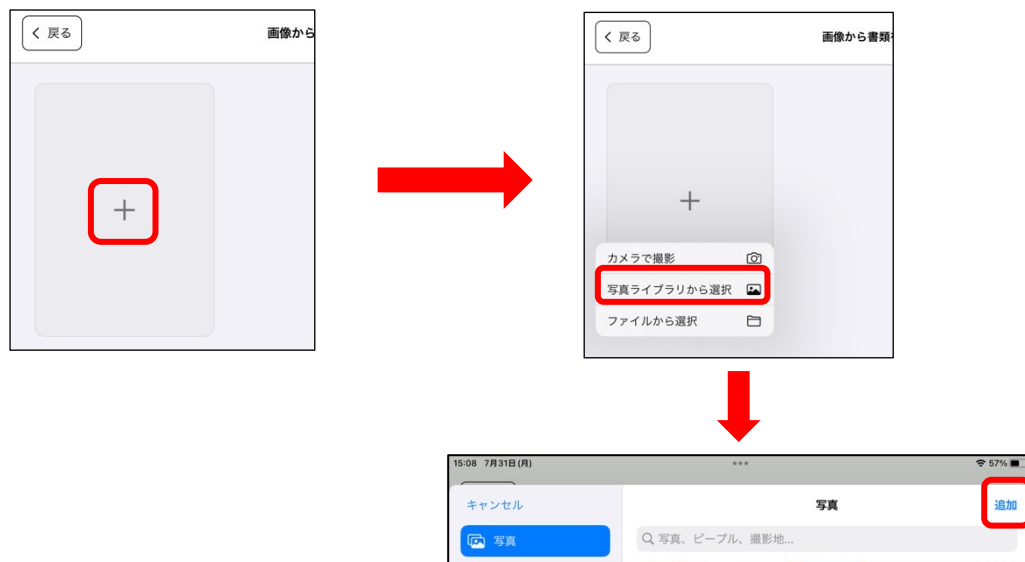 戻る
画像から
戻る
画像から書類
カメラで撮影
写真ライブラリから選択
ファイルから選択
15:08 7月31日(月)
57%
キャンセル
写真
追加
写真
写真、ピープル、撮影地...